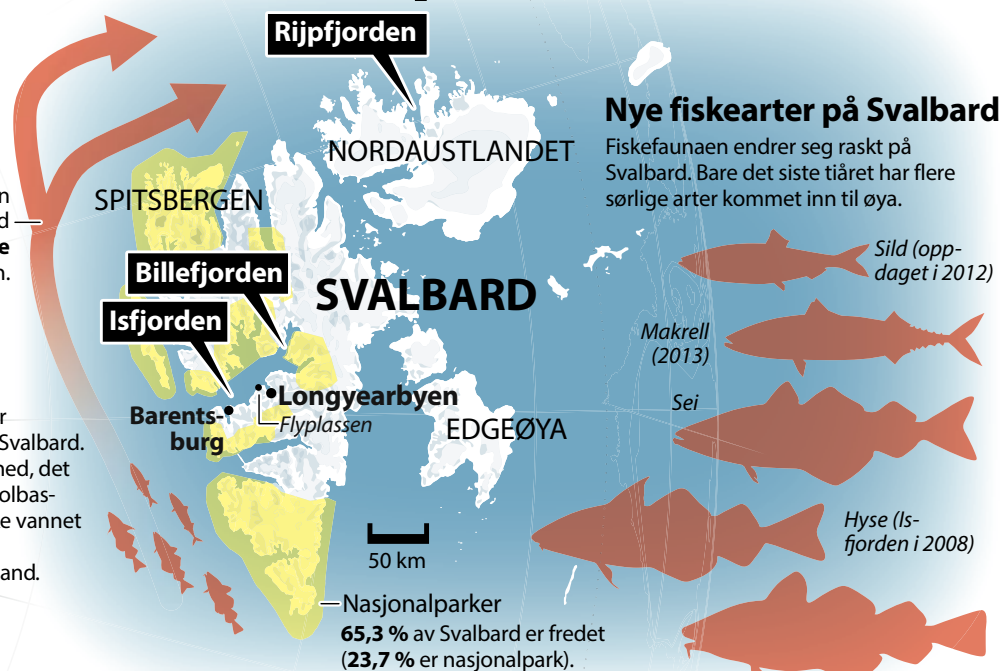 Rijpfjorden
NORDAUSTLANDET
SPITSBERGEN
Billefjorden
SVALBARD
Isfjorden
Longyearbyen
Flyplassen
Barents-
burg
EDGEØYA
50 km
Nasjonalparker
65,3 % av Svalbard er fredet
(23,7 % er nasjonalpark).
Nye fiskearter på Svalbard
Fiskefaunaen endrer seg raskt på
Svalbard. Bare det siste tiåret har flere
sørlige arter kommet inn til øya.
Sild (opp-
daget i 2012)
Makrell
(2013)
Sei
Hyse (Is-
fjorden i 2008)
n
d
e
n.
r
Svalbard.
ned, det
olbas-
e vannet
and.